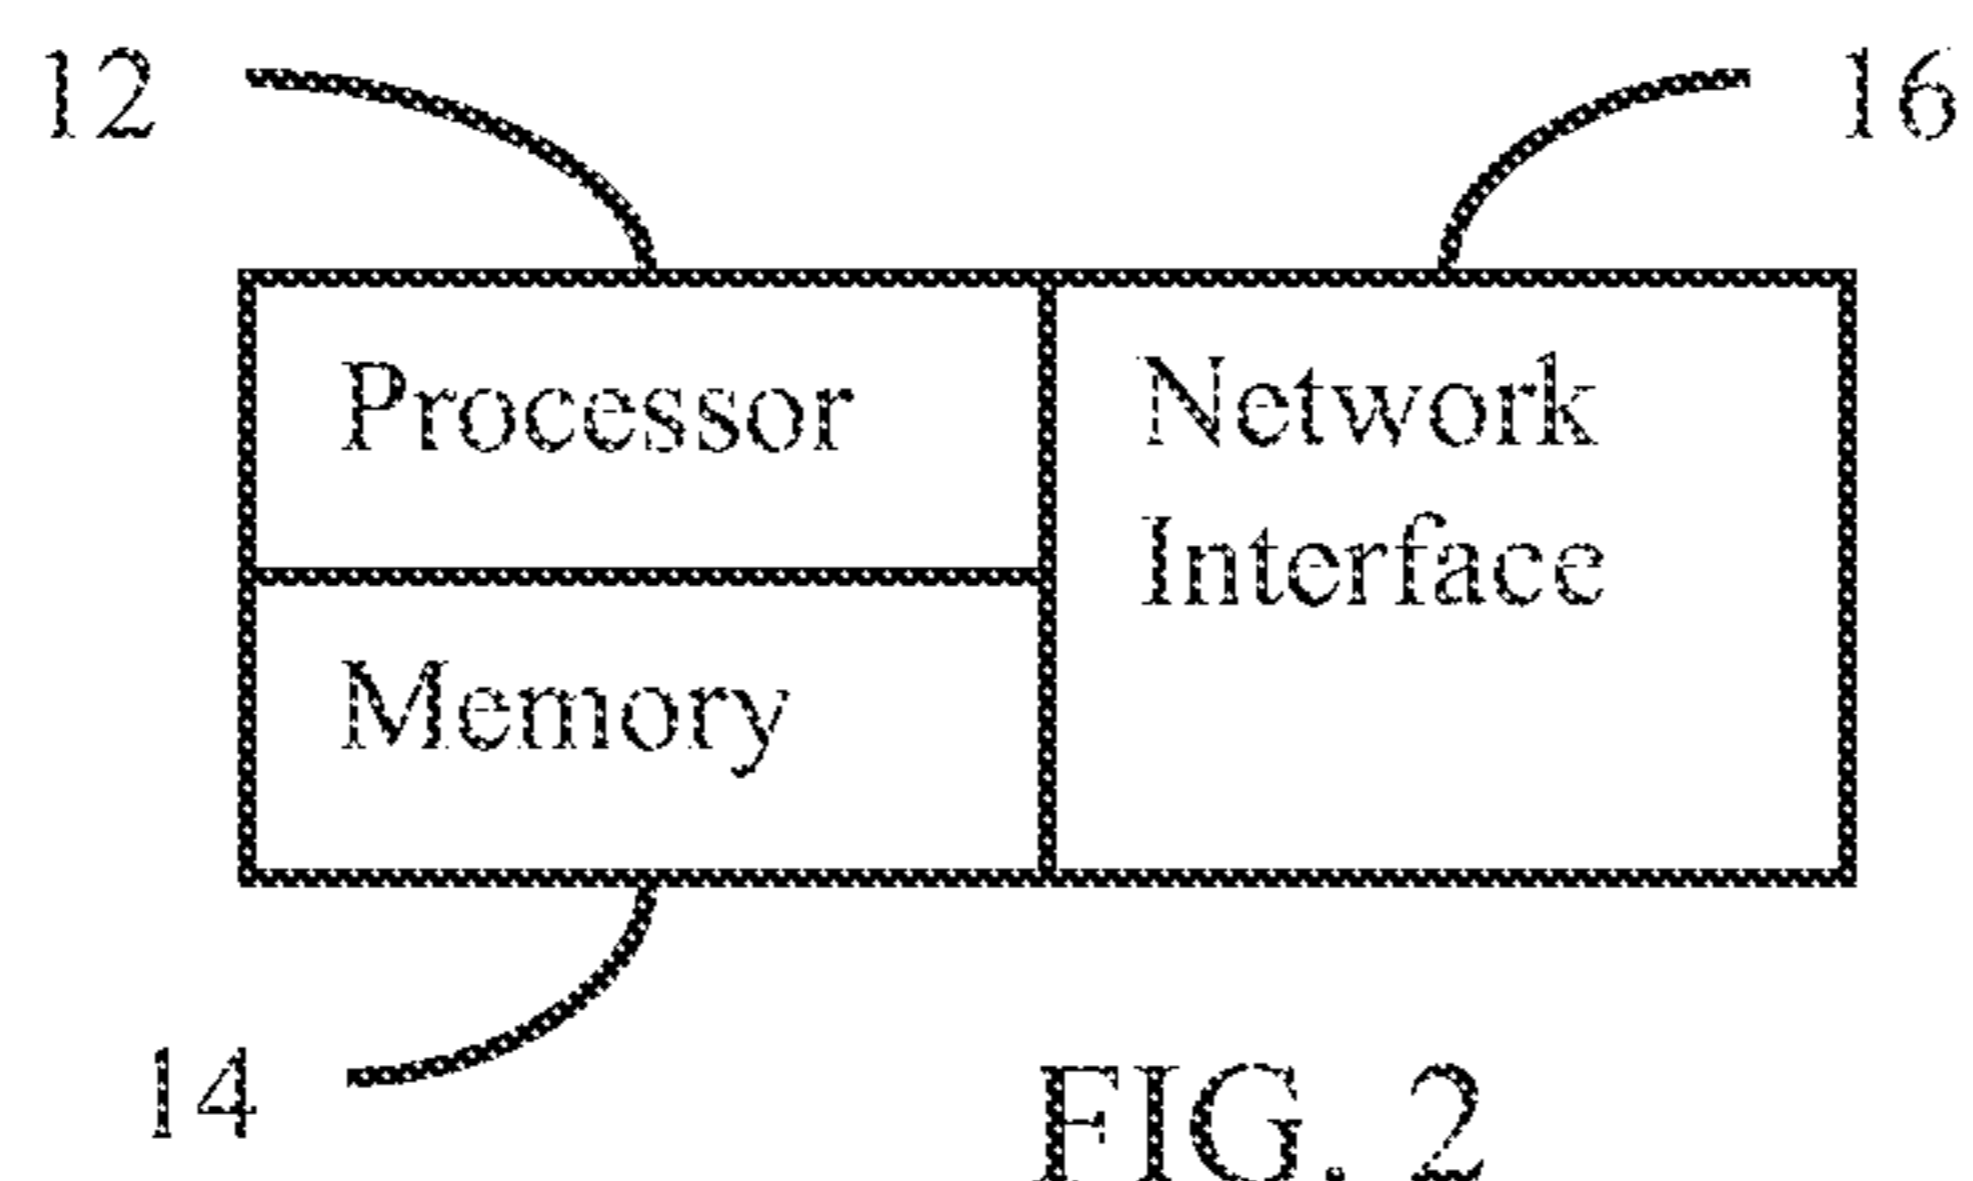 12
16
Processor
Network
Interface
Memory
14
FIG. 2